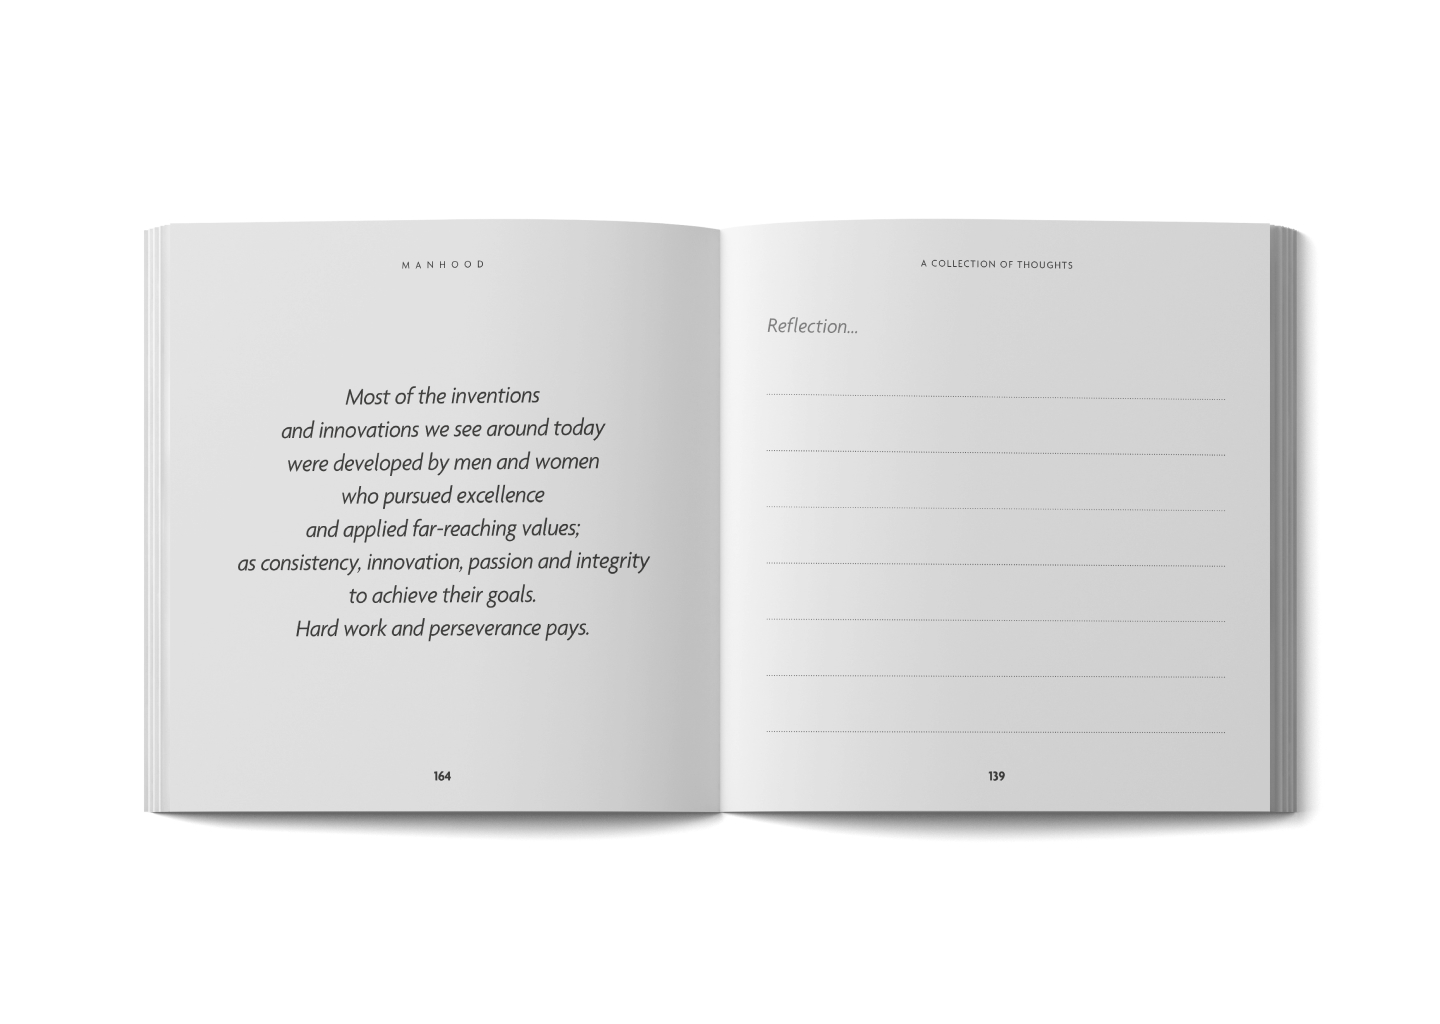 MANHOOD
Most of the inventions
and innovations we see around today
were developed by men and women
who pursued excellence
and applied far-reaching values;
as consistency, innovation, passion and integrity
to achieve their goals.
Hard work and perseverance pays.
164
A COLLECTION OF THOUGHTS
Reflection...
139